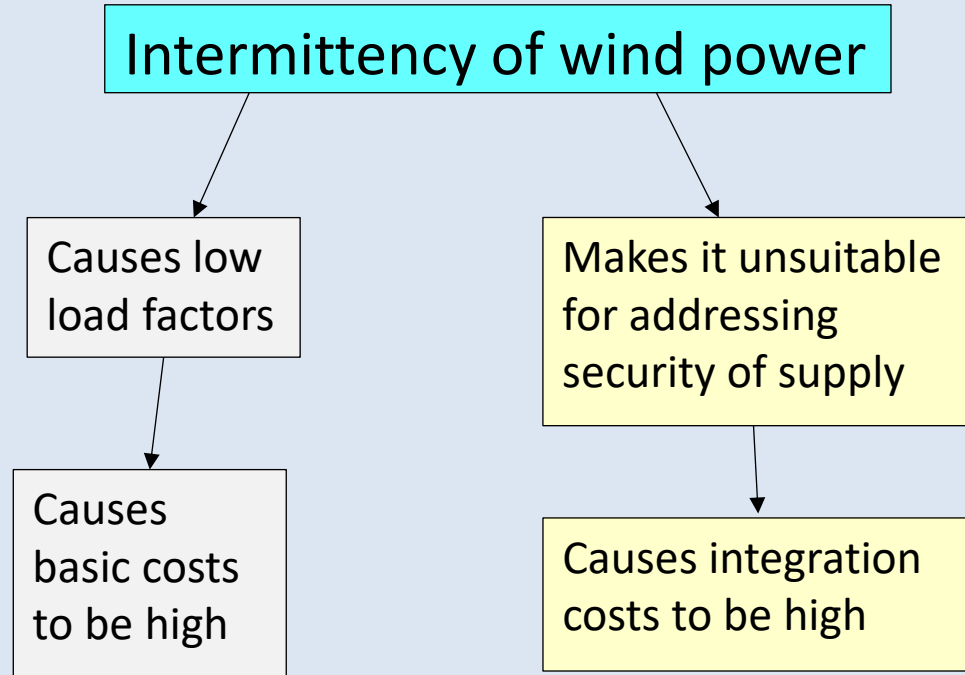 Intermittency of wind power
Causes low
load factors
Makes it unsuitable
for addressing
security of supply
Causes
basic costs
to be high
Causes integration
costs to be high